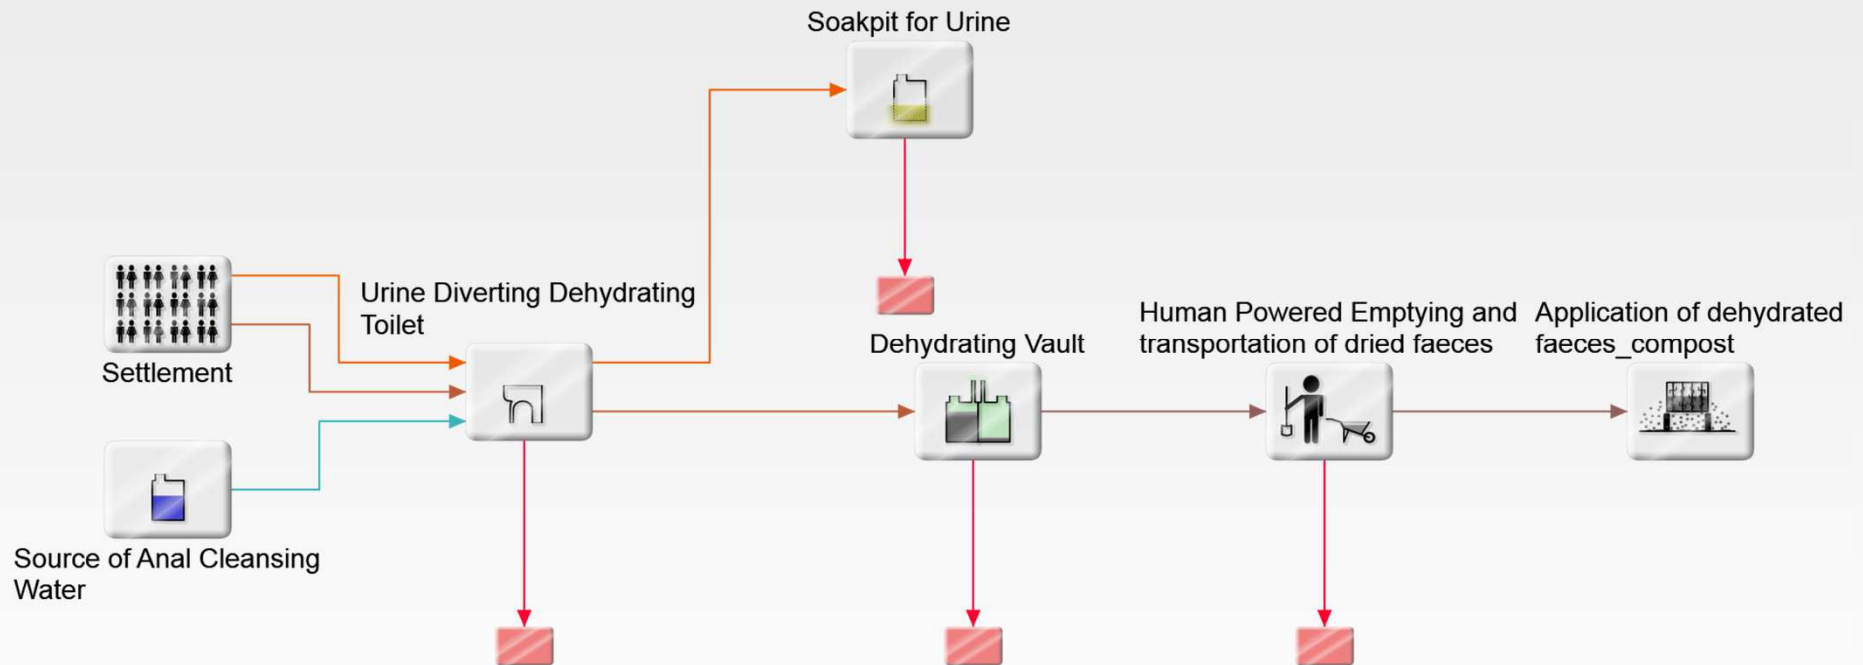 Soakpit for Urine
Urine Diverting Dehydrating
Toilet
Settlement
Dehydrating Vault
Human Powered Emptying and
transportation of dried faeces
Application of dehydrated
faeces_compost
Source of Anal Cleansing
Water